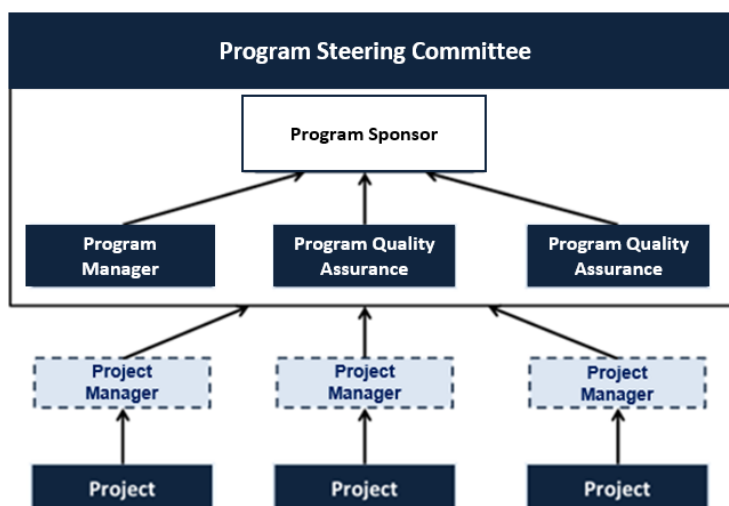 Program Steering Committee
Program Sponsor
Program
Manager
Program Quality
Assurance
Program Quality
Assurance
Project
Manager
Project
Manager
Project
Manager
Project
Project
Project